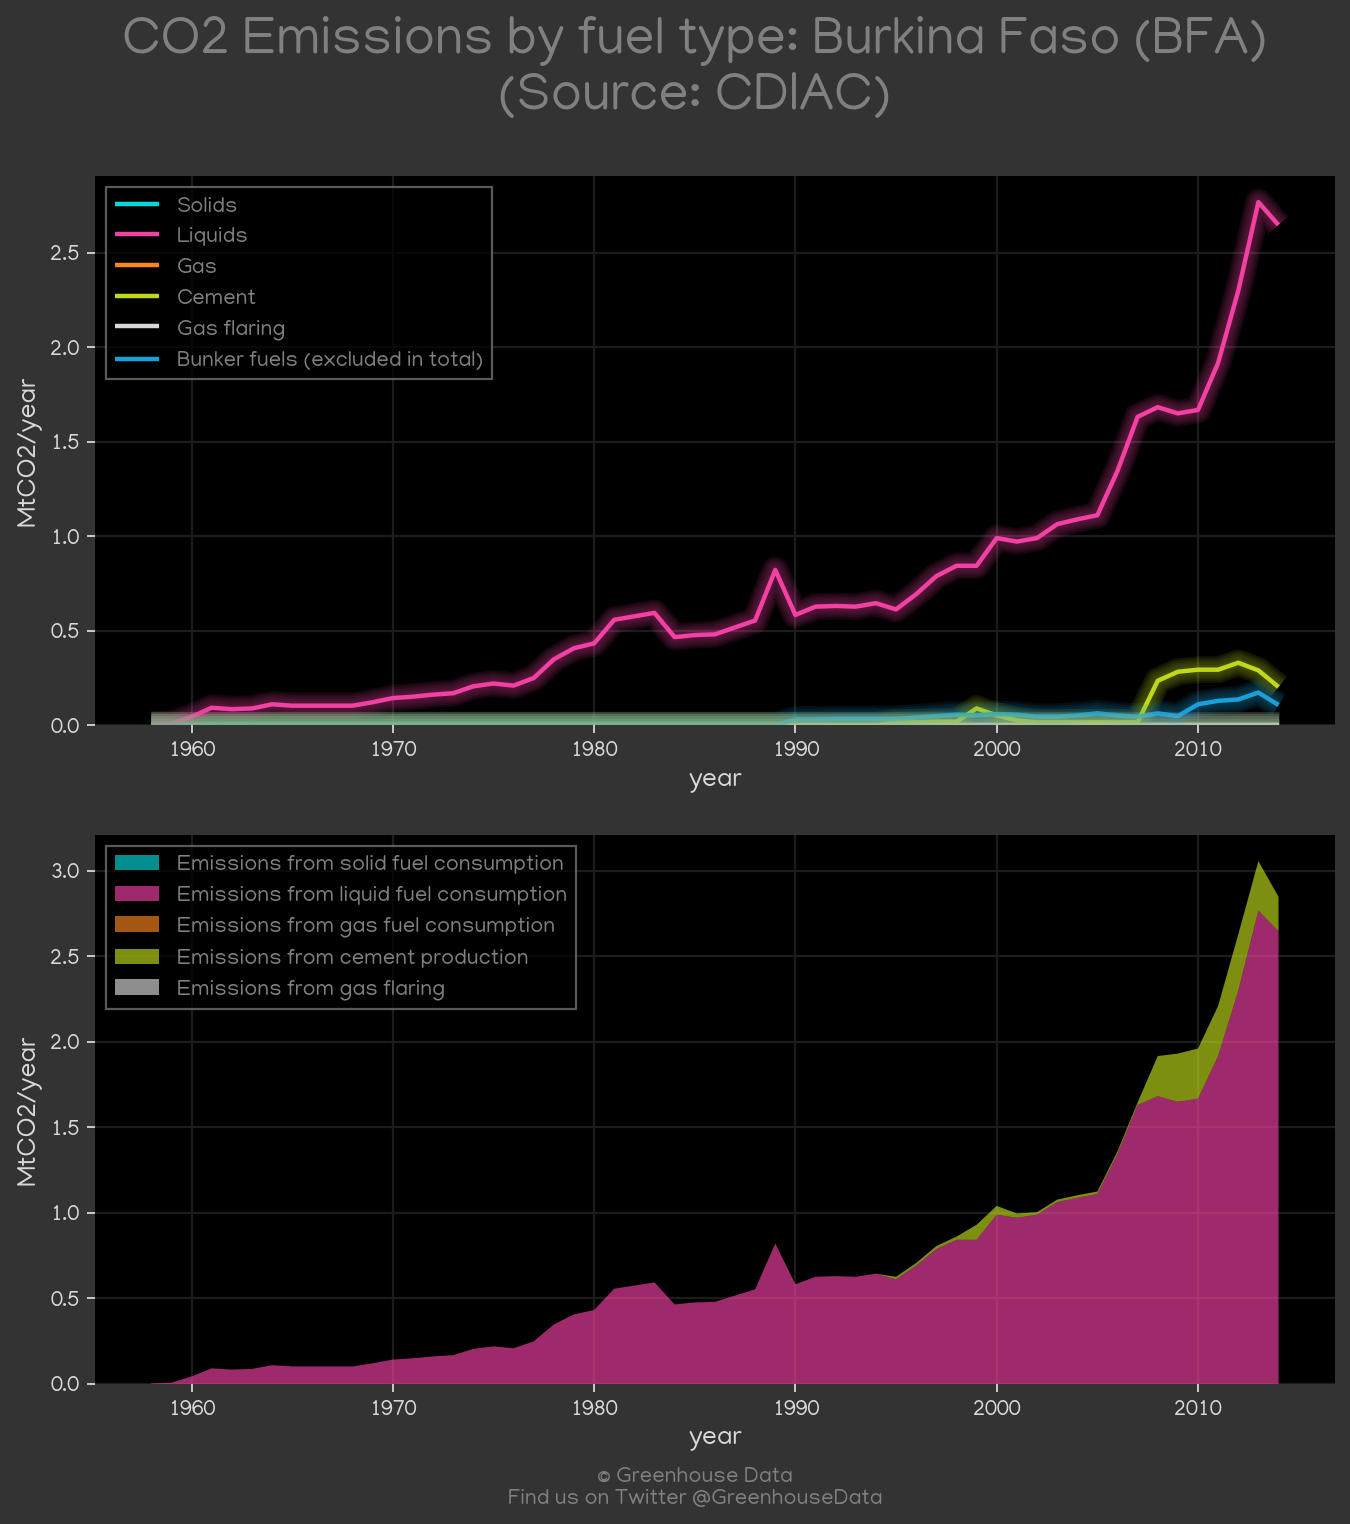 CO2 Emissions by fuel type: Burkina Faso (BFA)
(Source: CDIAC)
Solids
Liquids
Gas
Cement
Gas flaring
Bunker fuels (excluded in total)
2.5
2.0
1.5
1.0
0.5
0.0
MtCO2/year
1960 1970 1980 1990 2000 2010
year
Emissions from solid fuel consumption
Emissions from liquid fuel consumption
Emissions from gas fuel consumption
Emissions from cement production
Emissions from gas flaring
3.0
2.5
2.0
1.5
1.0
0.5
0.0
MtCO2/year
1960 1970 1980 1990 2000 2010
year
© Greenhouse Data
Find us on Twitter @GreenhouseData